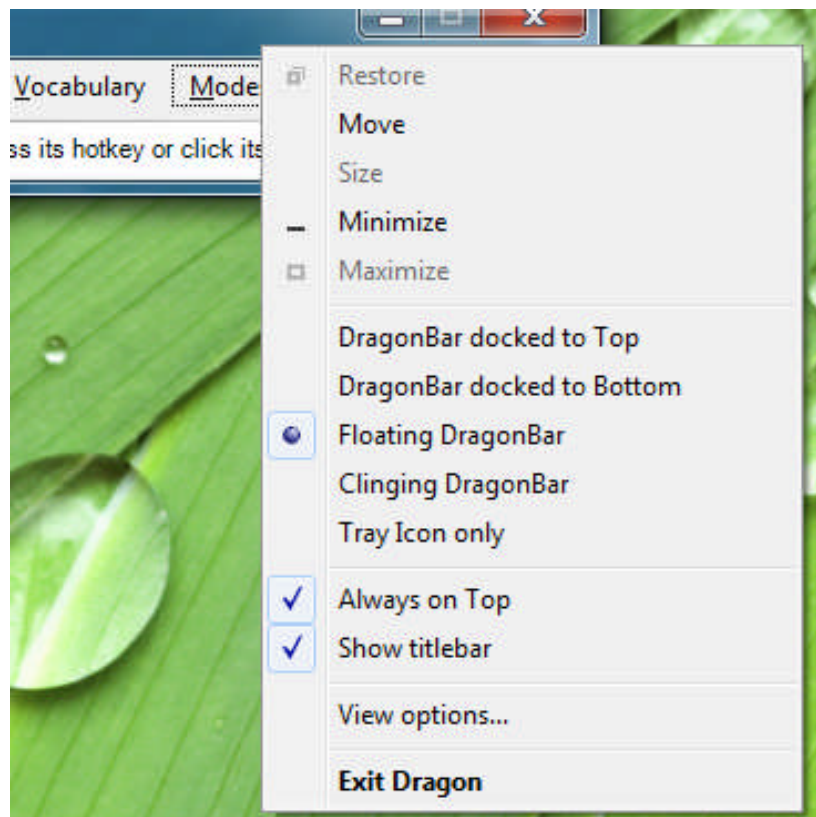 Vocabulary Mode
ss its hotkey or click its
Restore
Move
Size
Minimize
Maximize
DragonBar docked to Top
DragonBar docked to Bottom
Floating DragonBar
Clinging DragonBar
Tray Icon only
Always on Top
Show titlebar
View options...
Exit Dragon